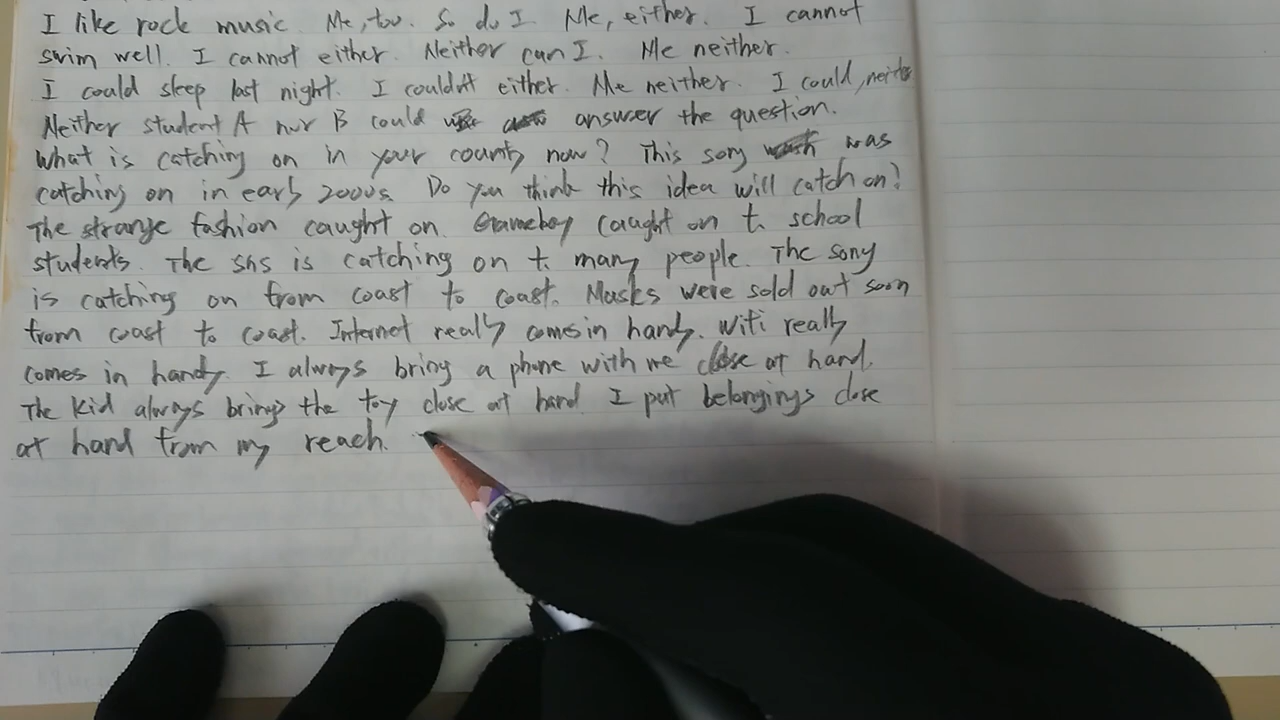 I like rock music. Me, too. So do I. Me, either. I cannot
swim well. I cannot either. Neither can I. Me neither.
I could sleep last night. I couldn't either. Me neither. I could, neither
Neither student A nor B could answer the question.
What is catching on in your county now? This song was
catching on in early 2000s. Do you think this idea will catch on?
The strange fashion caught on. Gameboy caught on to school
students. The SNS is catching on to many people. The song
is catching on from coast to coast. Masks were sold out soon
from coast to coast. Internet really comes in handy. Wifi really
comes in handy. I always bring a phone with me close at hand.
The kid always brings the toy close at hand. I put belongings close
at hand from my reach.